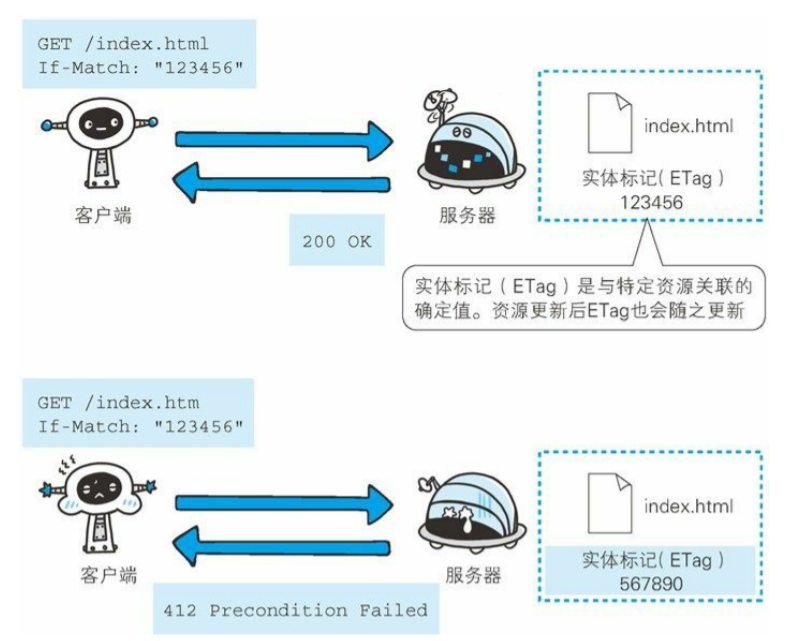 GET /index.html
If-Match: "123456"
index.html
实体标记( ETag )
123456
客户端
服务器
200 OK
实体标记（ETag）是与特定资源关联的
确定值。资源更新后ETag也会随之更新
GET /index.htm
If-Match: "123456"
index.html
实体标记( ETag )
567890
客户端
服务器
412 Precondition Failed